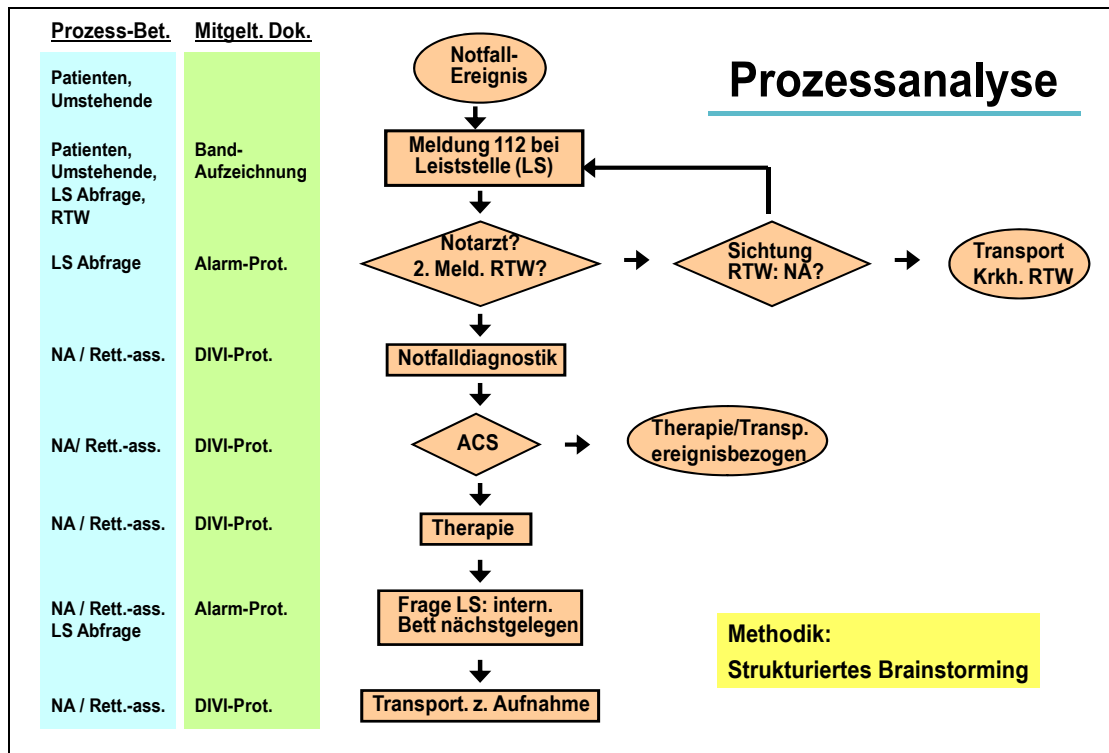 Prozess-Bet.
Mitgelt. Dok.
Prozessanalyse
Patienten,
Umstehende
Notfall-
Ereignis
Patienten,
Umstehende,
LS Abfrage,
RTW
Band-
Aufzeichnung
Meldung 112 bei
Leiststelle (LS)
LS Abfrage
Alarm-Prot.
Notarzt?
2. Meld. RTW?
Sichtung
RTW: NA?
Transport
Krkh. RTW
NA / Rett.-ass.
DIVI-Prot.
Notfalldiagnostik
NA/ Rett.-ass.
DIVI-Prot.
ACS
Therapie/Transp.
ereignisbezogen
NA / Rett.-ass.
DIVI-Prot.
Therapie
NA / Rett.-ass.
LS Abfrage
Alarm-Prot.
Frage LS: intern.
Bett nächstgelegen
NA / Rett.-ass.
DIVI-Prot.
Transport. z. Aufnahme
Methodik:
Strukturiertes Brainstorming